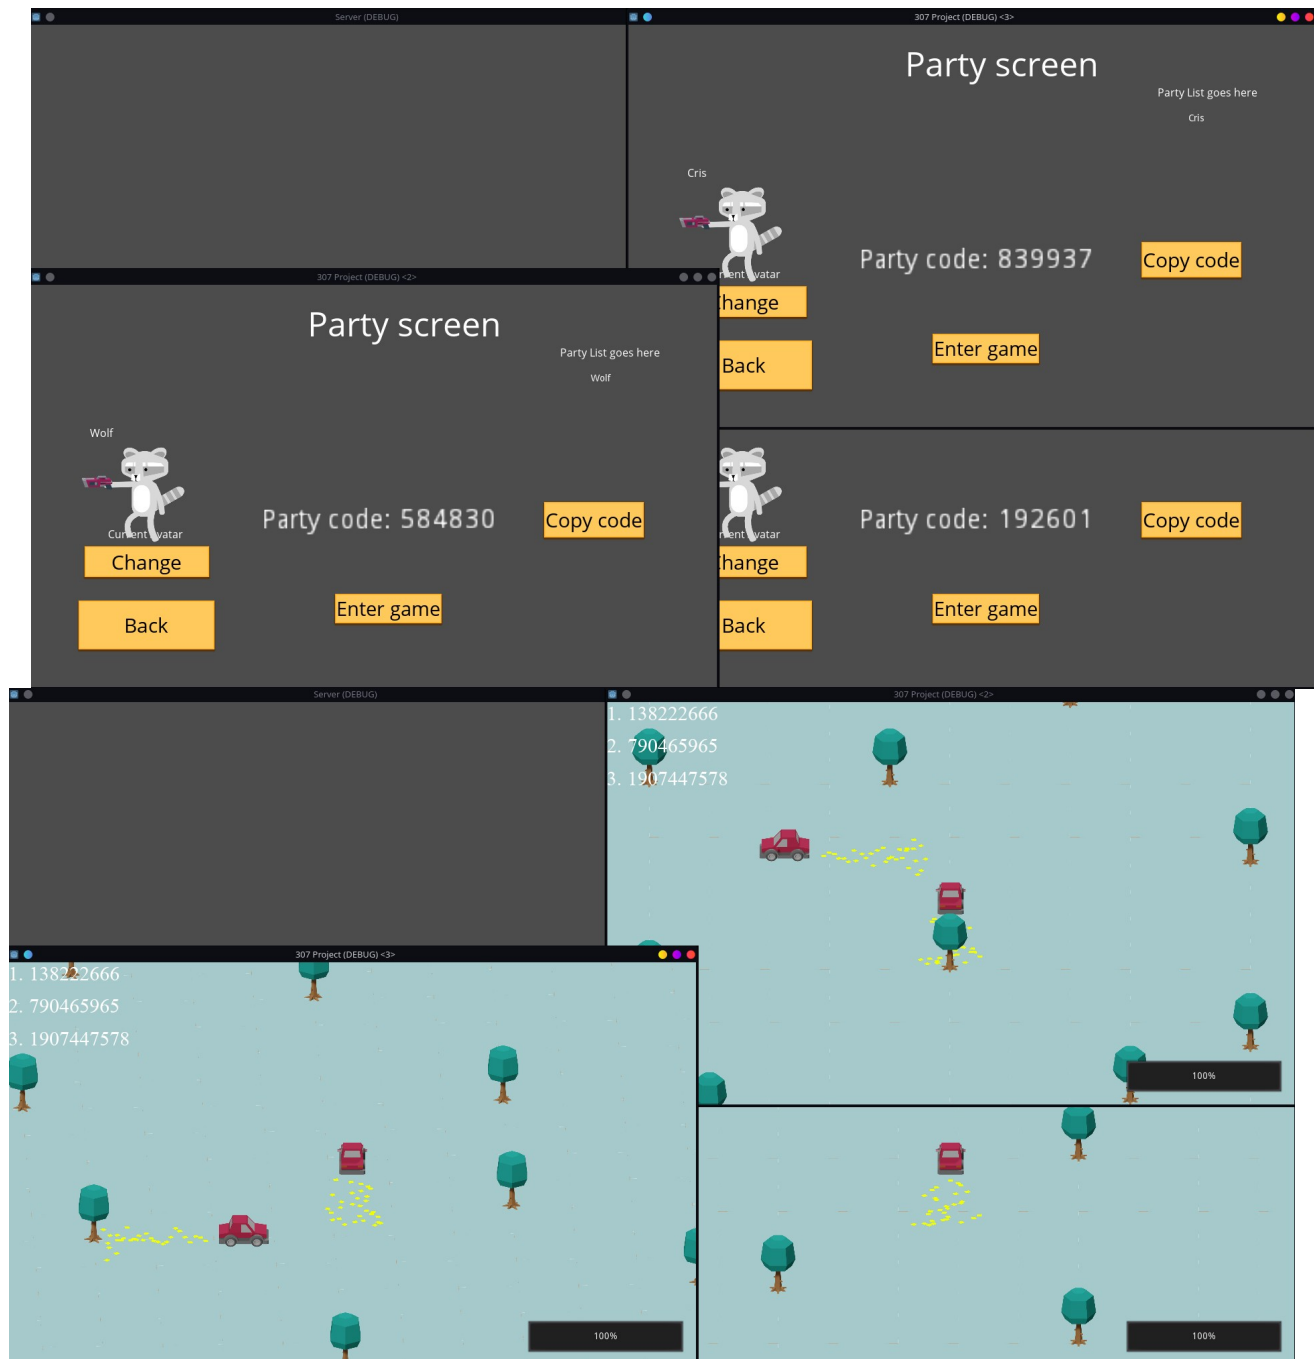 Server (DEBUG)
307 Project (DEBUG) <3>
Party screen
Party List goes here
Cris
Cris
Party code: 839937
Copy code
Change
Enter game
Back
307 Project (DEBUG) <2>
Party screen
Party List goes here
Wolf
Wolf
Party code: 584830
Copy code
Current avatar
Change
Enter game
Back
Party code: 192601
Copy code
Enter game
Back
Server (DEBUG)
307 Project (DEBUG) <2>
1. 138222666
2. 790465965
3. 1907447578
100%
307 Project (DEBUG) <3>
1. 138222666
2. 790465965
3. 1907447578
100%
100%